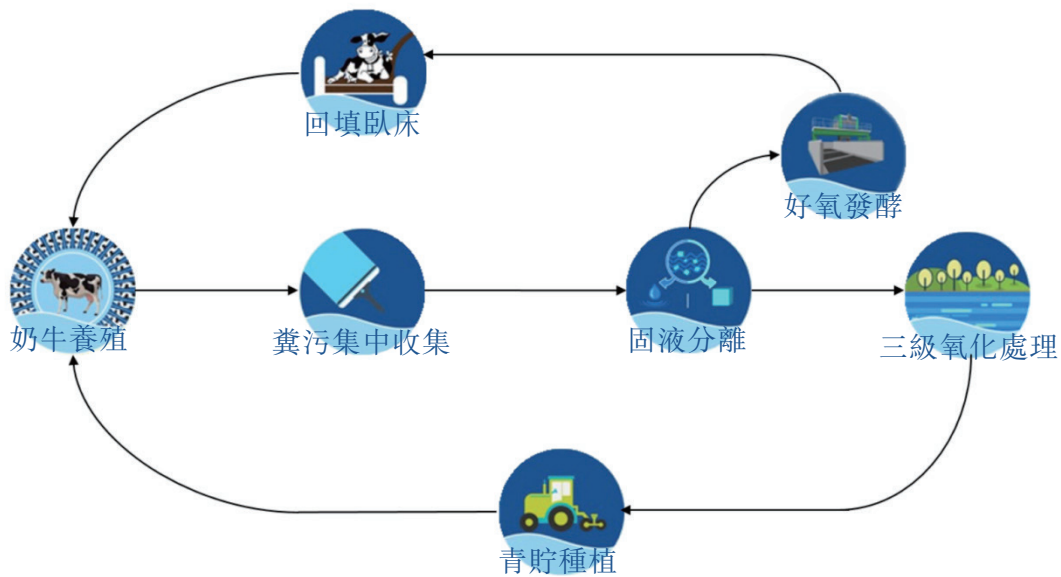 回填臥床
好氧發酵
奶牛養殖
糞污集中收集
固液分離
三級氧化處理
青貯種植